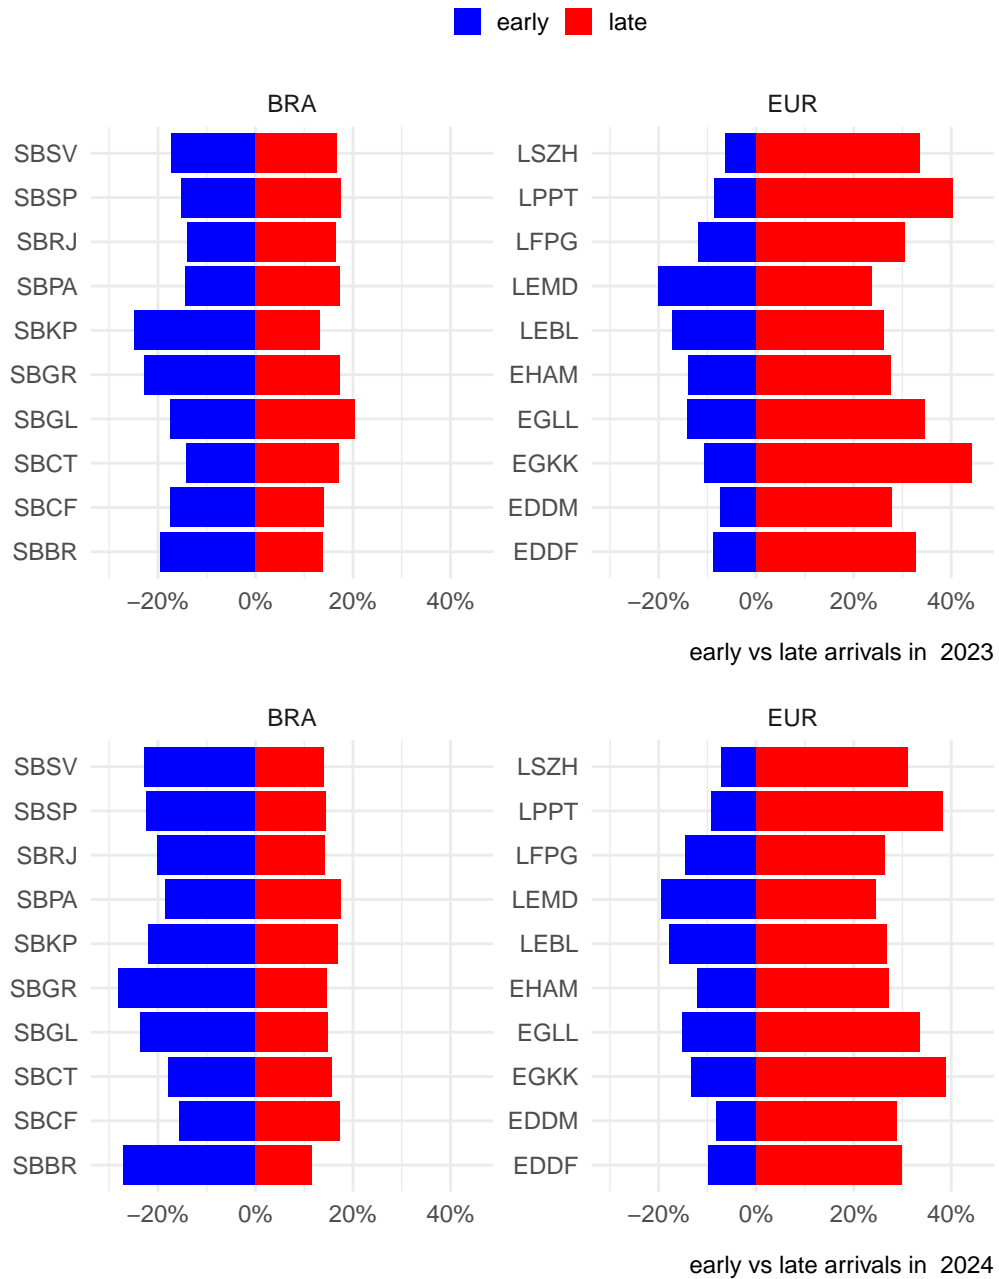 early late
BRA EUR
SBSV LSZH
SBSP LPPT
SBRJ LFPG
SBPA LEMD
SBKP LEBL
SBGR EHAM
SBGL EGLL
SBCT EGKK
SBCF EDDM
SBBR EDDF
−20% 0% 20% 40% −20% 0% 20% 40%
early vs late arrivals in  2023
BRA EUR
SBSV LSZH
SBSP LPPT
SBRJ LFPG
SBPA LEMD
SBKP LEBL
SBGR EHAM
SBGL EGLL
SBCT EGKK
SBCF EDDM
SBBR EDDF
−20% 0% 20% 40% −20% 0% 20% 40%
early vs late arrivals in  2024